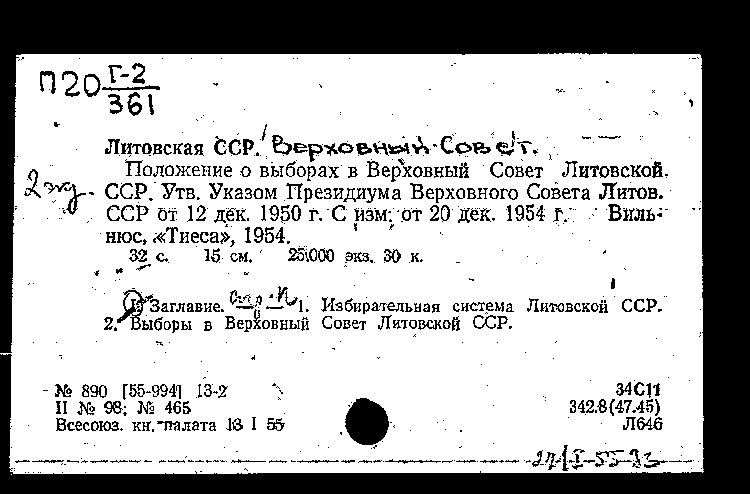 П20 Г-2
361
Литовская ССР. Верховный Совет.
Положение о выборах в Верховный Совет Литовской
2 экз. ССР. Утв. Указом Президиума Верховного Совета Литов.
ССР от 12 дек. 1950 г. С изм. от 20 дек. 1954 г. Виль-
нюс, «Тиеса», 1954.
32 с. 15 см. 25.000 экз. 30 к.
I. Заглавие. 1. Избирательная система Литовской ССР.
2. Выборы в Верховный Совет Литовской ССР.
№ 890 [55-994] 13-2 34С11
II № 98; № 465 342.8(47.45)
Всесоюз. кн. палата 13 I 55 Л646